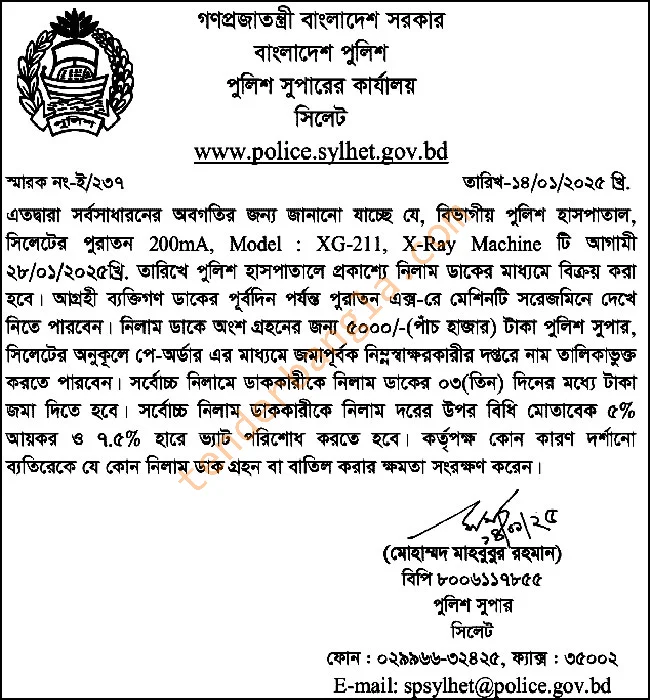 গণপ্রজাতন্ত্রী বাংলাদেশ সরকার
বাংলাদেশ পুলিশ
পুলিশ সুপারের কার্যালয়
সিলেট
www.police.sylhet.gov.bd
পুলিশ
স্মারক নং-ই/২৩৭ তারিখ-১৪/০১/২০২৫ খ্রি.
এতদ্বারা সর্বসাধারনের অবগতির জন্য জানানো যাচ্ছে যে, বিভাগীয় পুলিশ হাসপাতাল,
সিলেটের পুরাতন 200mA, Model : XG-211, X-Ray Machine টি আগামী
২৮/০১/২০২৫খ্রি. তারিখে পুলিশ হাসপাতালে প্রকাশ্যে নিলাম ডাকের মাধ্যমে বিক্রয় করা
হবে। আগ্রহী ব্যক্তিগণ ডাকের পূর্বদিন পর্যন্ত পুরাতন এক্স-রে মেশিনটি সরেজমিনে দেখে
নিতে পারবেন। নিলাম ডাকে অংশ গ্রহনের জন্য ৫০০০/-(পাঁচ হাজার) টাকা পুলিশ সুপার,
সিলেটের অনুকূলে পে-অর্ডার এর মাধ্যমে জমাপূর্বক নিম্নস্বাক্ষরকারীর দপ্তরে নাম তালিকাভুক্ত
করতে পারবেন। সর্বোচ্চ নিলামে ডাককারীকে নিলাম ডাকের ০৩(তিন) দিনের মধ্যে টাকা
জমা দিতে হবে। সর্বোচ্চ নিলাম ডাককারীকে নিলাম দরের উপর বিধি মোতাবেক ৫%
আয়কর ও ৭.৫% হারে ভ্যাট পরিশোধ করতে হবে। কর্তৃপক্ষ কোন কারণ দর্শানো
ব্যতিরেকে যে কোন নিলাম ডাক গ্রহন বা বাতিল করার ক্ষমতা সংরক্ষণ করেন।
tenderbangla.com
১৪/০১/২৫
(মোহাম্মদ মাহবুবুর রহমান)
বিপি ৮০০৬১১৭৮৫৫
পুলিশ সুপার
সিলেট
ফোন : ০২৯৯৬৬-৩২৪২৫, ফ্যাক্স : ৩৫০০২
E-mail: spsylhet@police.gov.bd